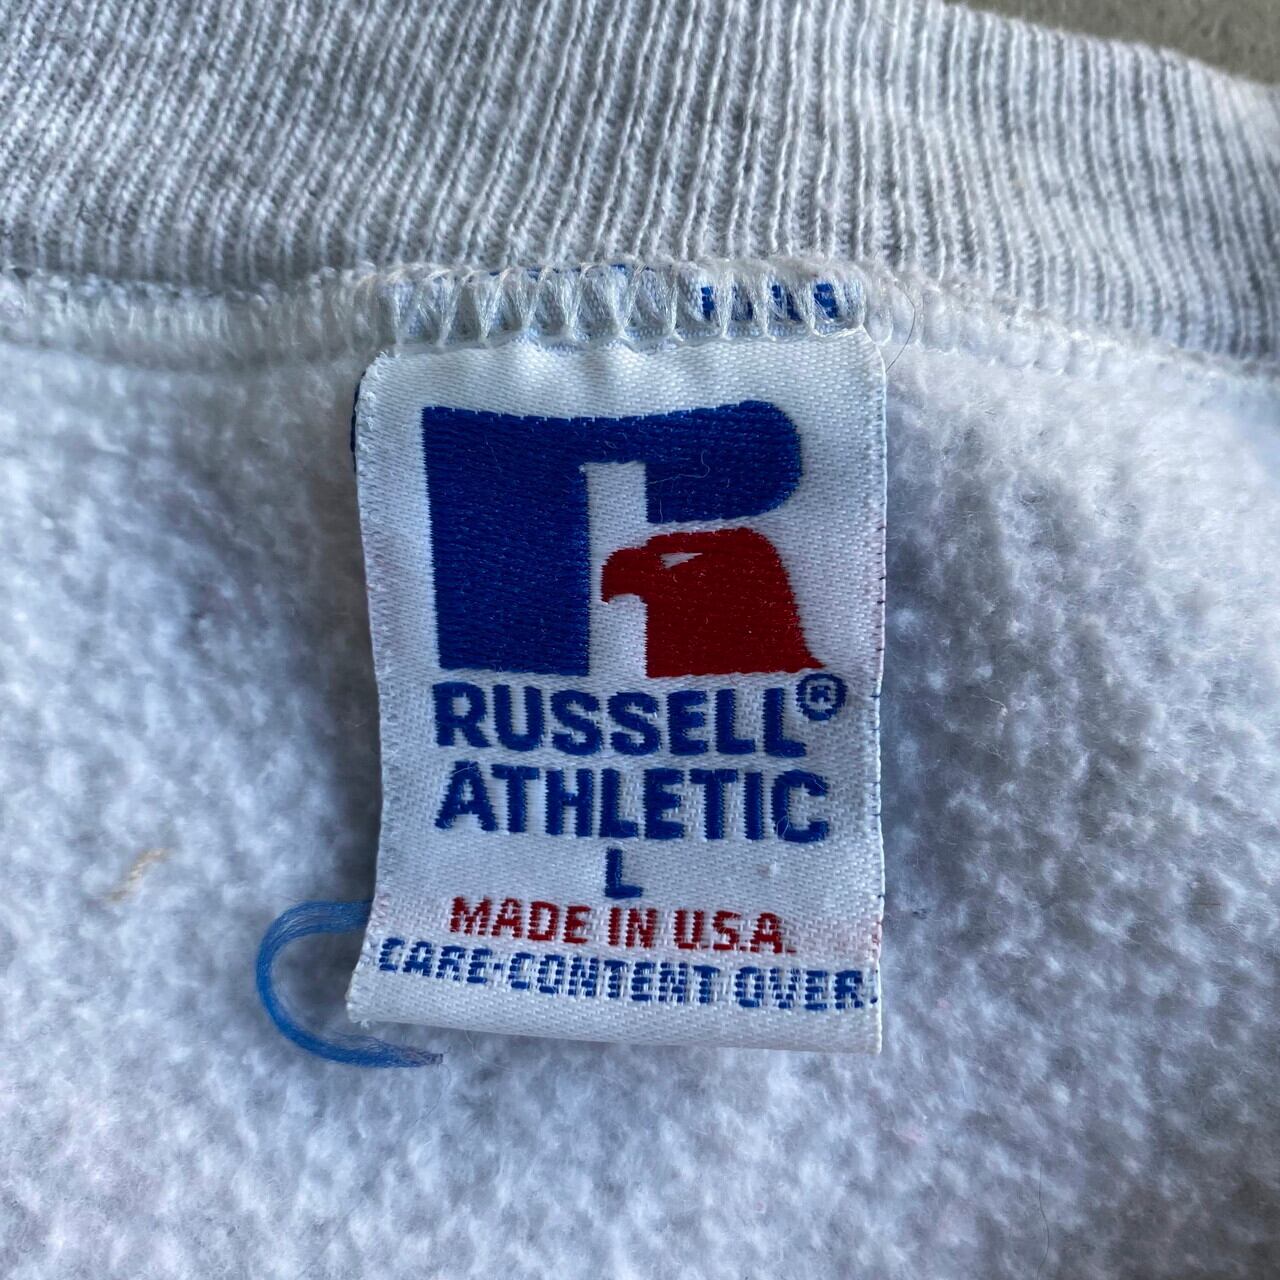 RUSSELL®
ATHLETIC
L
MADE IN U.S.A.
CARE-CONTENT OVER